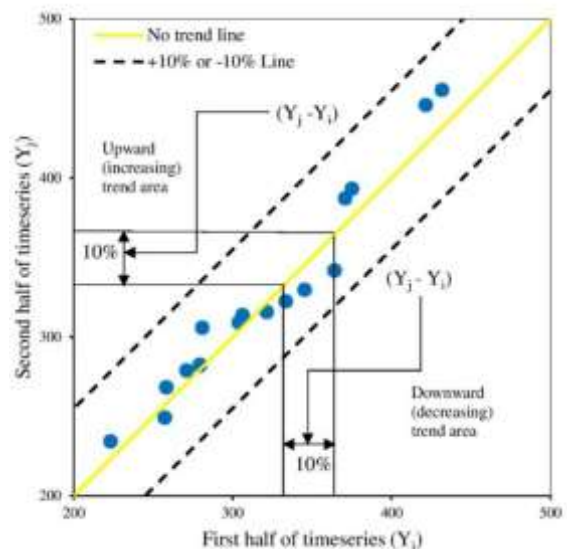 500
No trend line
+10% or -10% Line
(Yj -Yi)
Upward
(increasing)
trend area
400
Second half of timeseries (Yj)
10%
(Yj - Yi)
300
Downward
(decreasing)
trend area
10%
200
200
300
400
500
First half of timeseries (Yi)